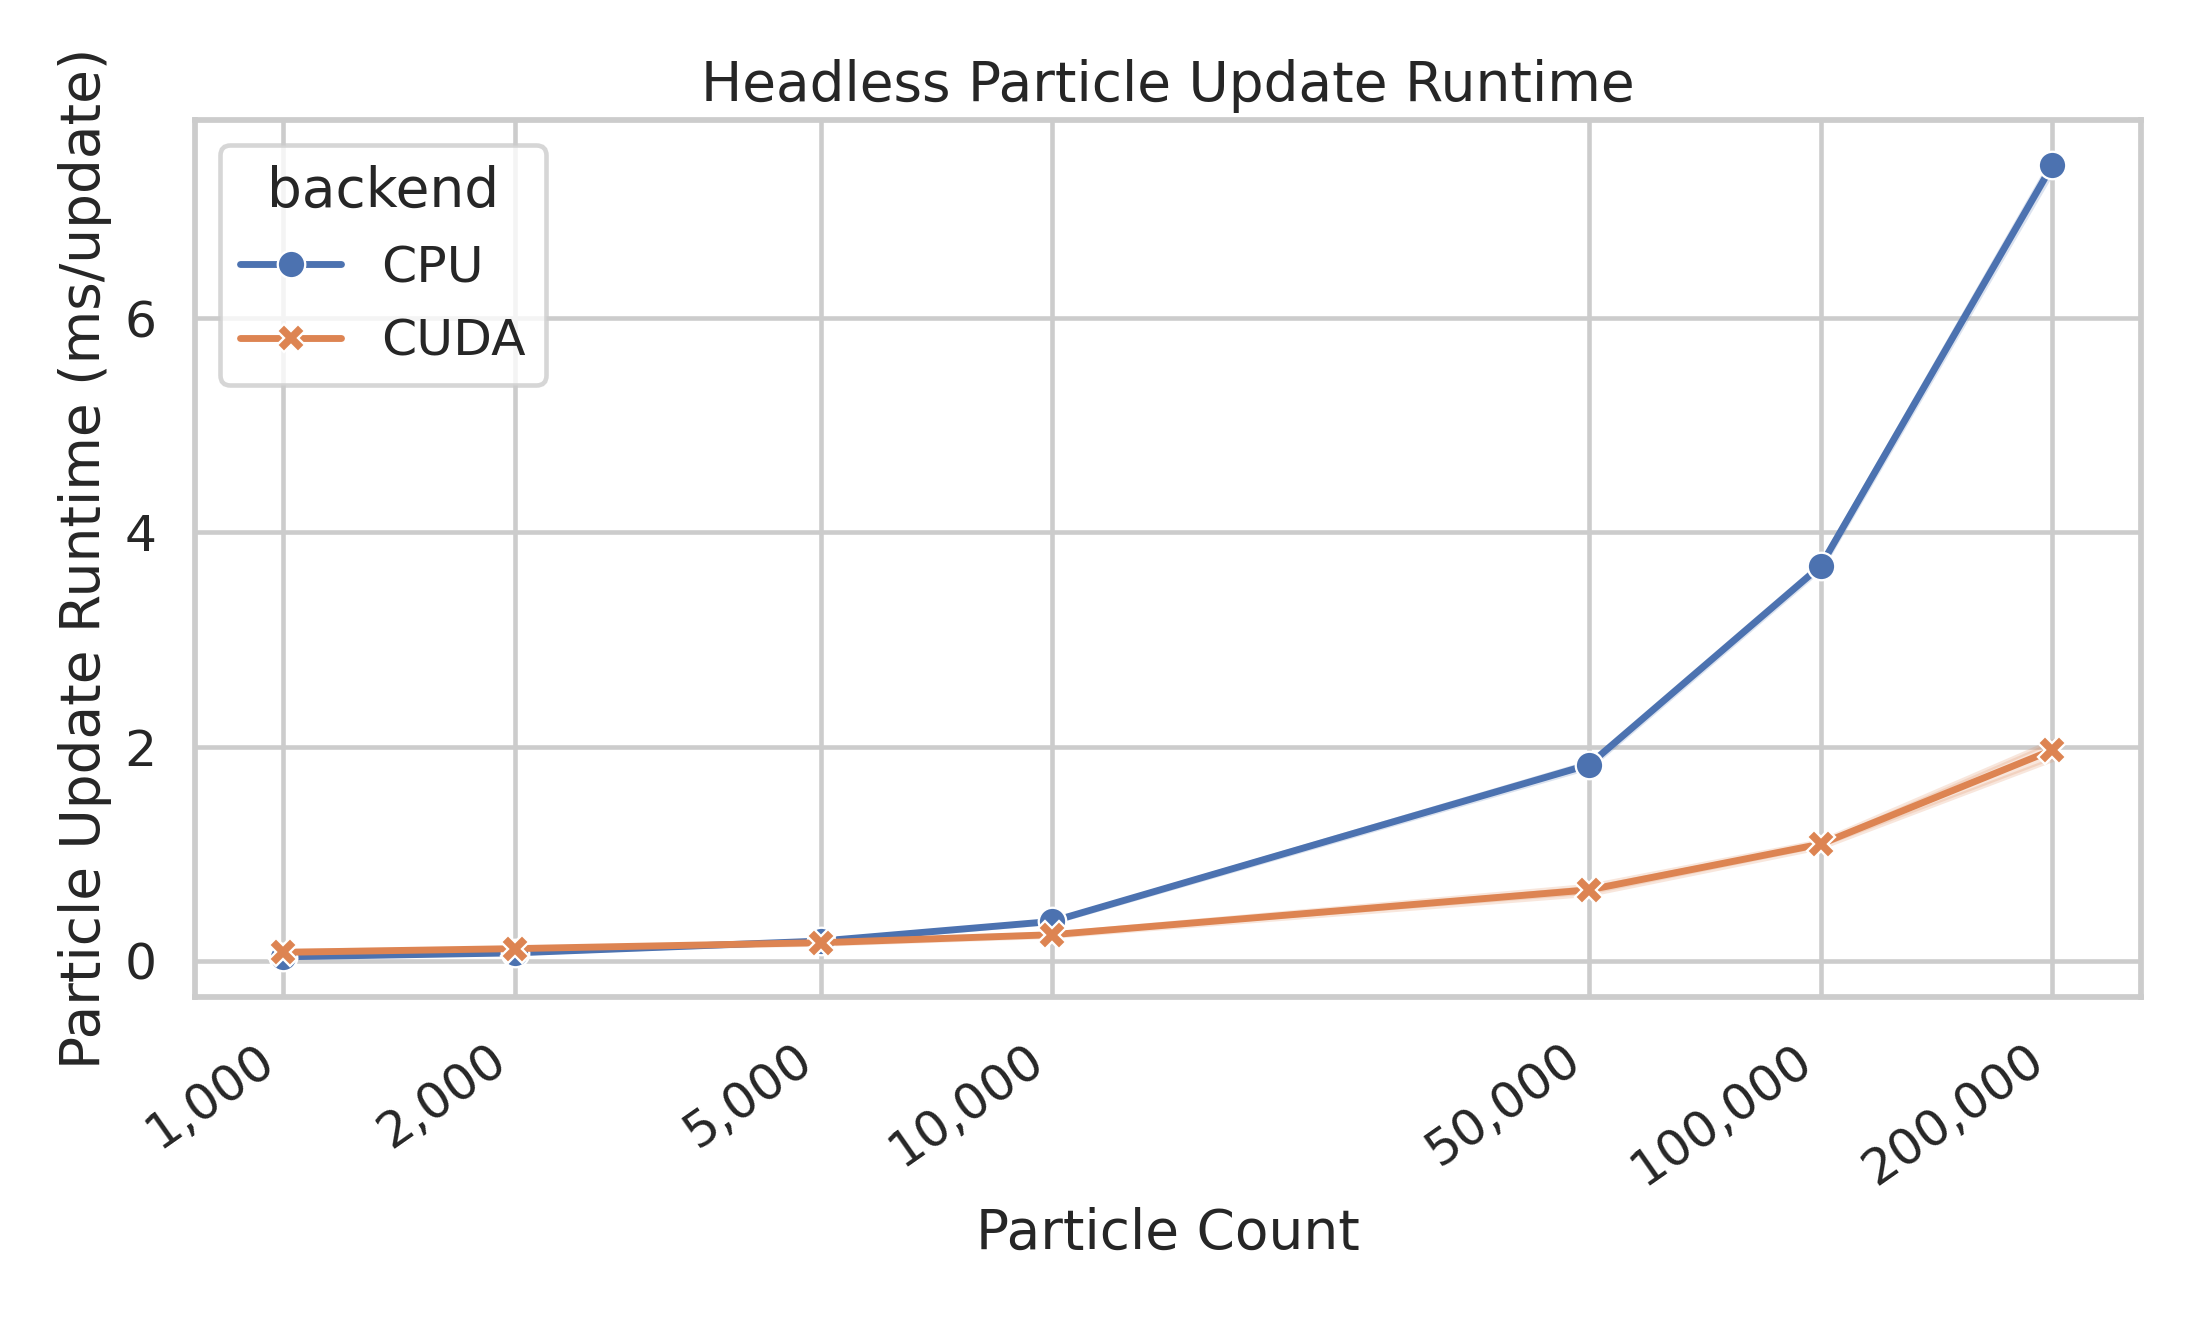 Headless Particle Update Runtime
Particle Update Runtime (ms/update)
backend
CPU
CUDA
6
4
2
0
1,000
2,000
5,000
10,000
50,000
100,000
200,000
Particle Count